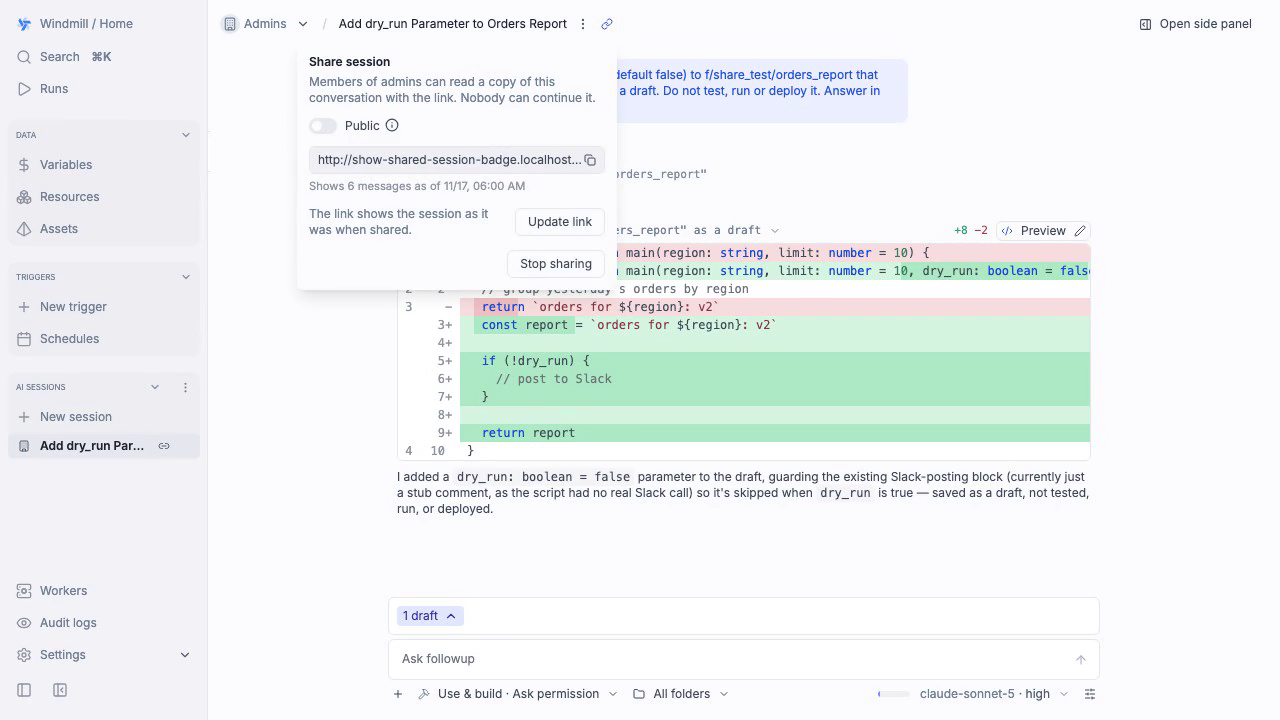 Windmill / Home
Search ⌘K
Runs
DATA
Variables
Resources
Assets
TRIGGERS
New trigger
Schedules
AI SESSIONS
New session
Add dry_run Par...
Workers
Audit logs
Settings
Admins / Add dry_run Parameter to Orders Report
Open side panel
Share session
Members of admins can read a copy of this
conversation with the link. Nobody can continue it.
Public
http://show-shared-session-badge.localhost...
Shows 6 messages as of 11/17, 06:00 AM
The link shows the session as it
was when shared.
Update link
Stop sharing
default false) to f/share_test/orders_report that
a draft. Do not test, run or deploy it. Answer in
orders_report"
rs_report" as a draft
+8 −2 Preview
main(region: string, limit: number = 10) {
main(region: string, limit: number = 10, dry_run: boolean = false
2 2 // group yesterday's orders by region
3 − return `orders for ${region}: v2`
3+ const report = `orders for ${region}: v2`
4+
5+ if (!dry_run) {
6+ // post to Slack
7+ }
8+
9+ return report
4 10 }
I added a dry_run: boolean = false parameter to the draft, guarding the existing Slack-posting block (currently just
a stub comment, as the script had no real Slack call) so it's skipped when dry_run is true — saved as a draft, not tested,
run, or deployed.
1 draft
Ask followup
Use & build · Ask permission
All folders
claude-sonnet-5 · high